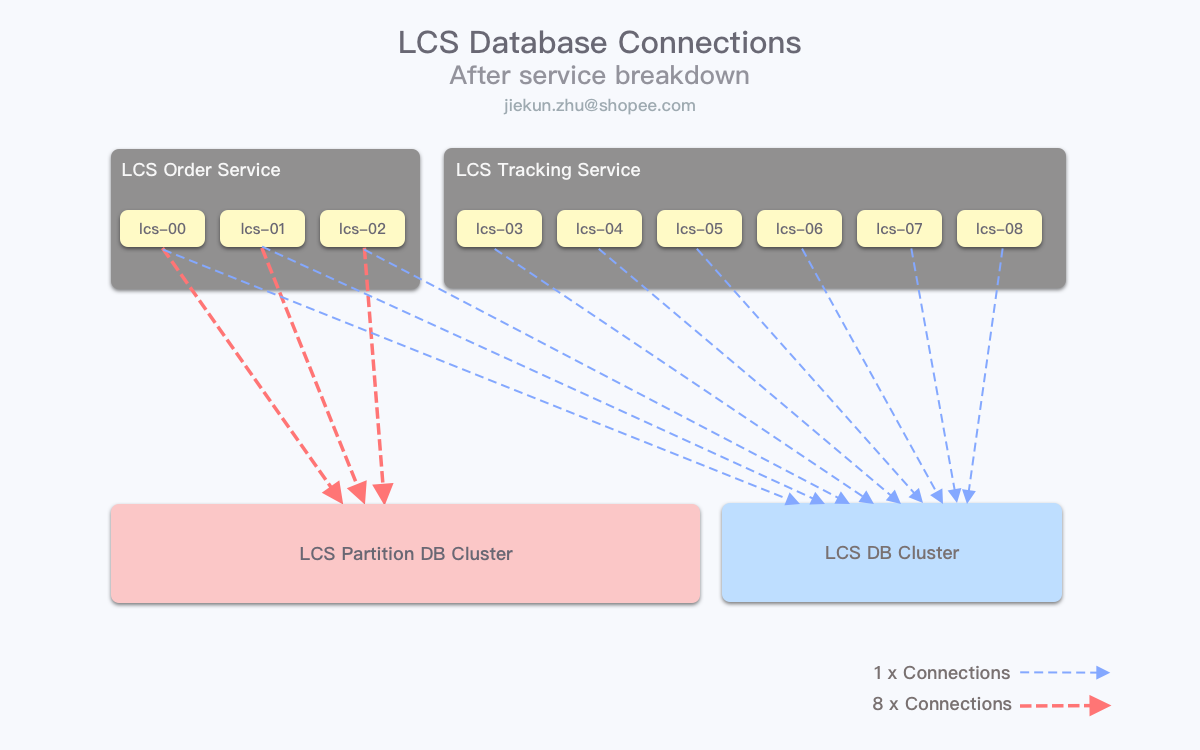 LCS Database Connections
After service breakdown
jiekun.zhu@shopee.com
LCS Order Service
LCS Tracking Service
lcs-00
lcs-01
lcs-02
lcs-03
lcs-04
lcs-05
lcs-06
lcs-07
lcs-08
LCS Partition DB Cluster
LCS DB Cluster
1 x Connections
8 x Connections